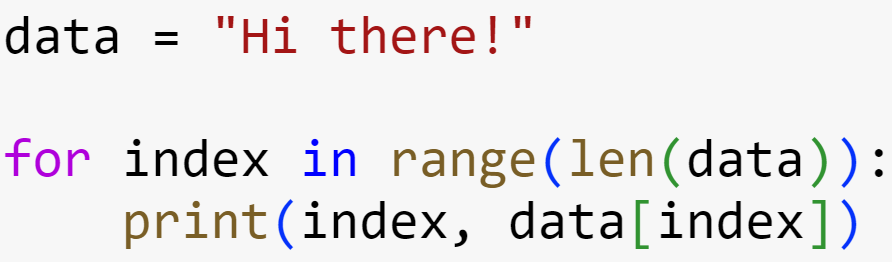 data = "Hi there!"
for index in range(len(data)):
    print(index, data[index])